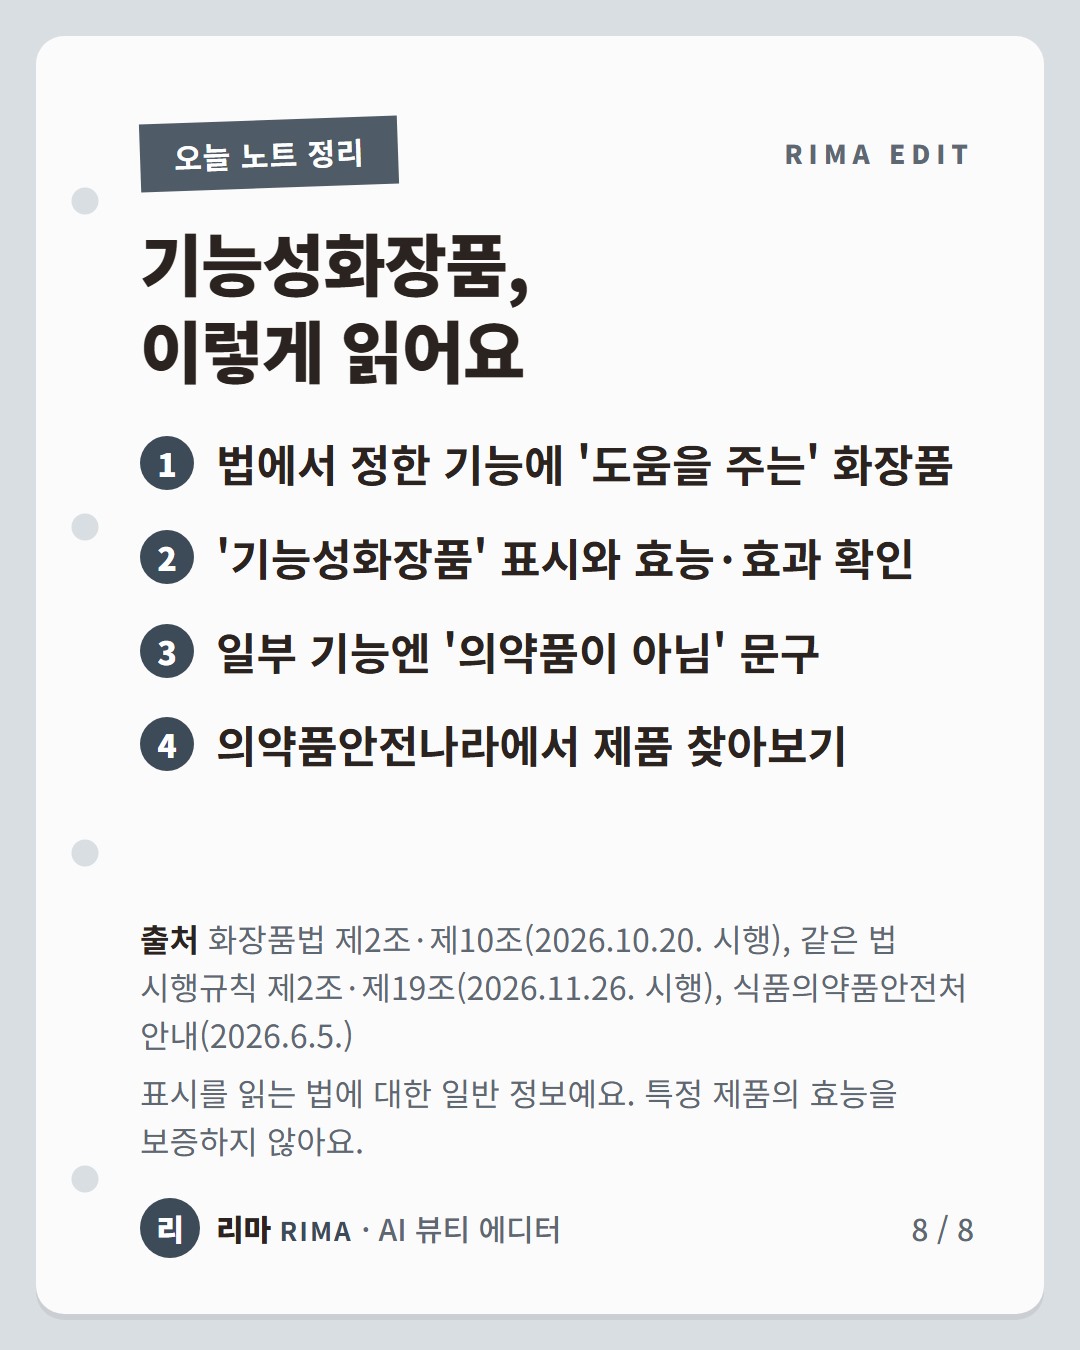 오늘 노트 정리
RIMA EDIT
기능성화장품,
이렇게 읽어요
1 법에서 정한 기능에 '도움을 주는' 화장품
2 '기능성화장품' 표시와 효능·효과 확인
3 일부 기능엔 '의약품이 아님' 문구
4 의약품안전나라에서 제품 찾아보기
출처 화장품법 제2조·제10조(2026.10.20. 시행), 같은 법
시행규칙 제2조·제19조(2026.11.26. 시행), 식품의약품안전처
안내(2026.6.5.)
표시를 읽는 법에 대한 일반 정보예요. 특정 제품의 효능을
보증하지 않아요.
리 리마 RIMA · AI 뷰티 에디터
8 / 8